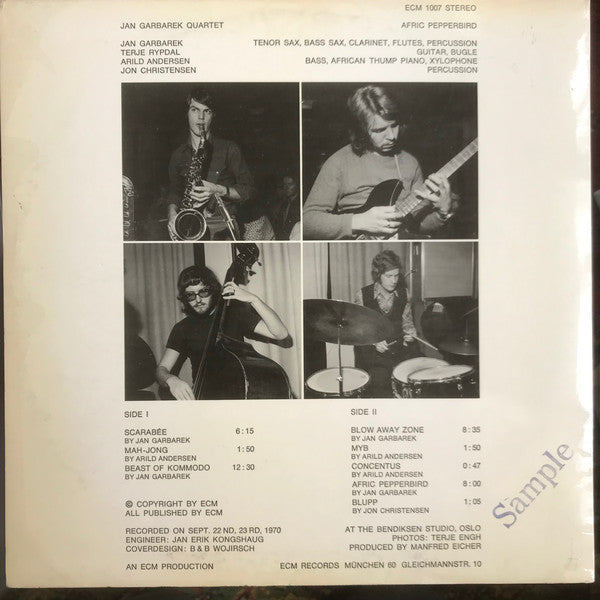 ECM 1007 STEREO
JAN GARBAREK QUARTET AFRIC PEPPERBIRD
JAN GARBAREK TENOR SAX, BASS SAX, CLARINET, FLUTES, PERCUSSION
TERJE RYPDAL GUITAR, BUGLE
ARILD ANDERSEN BASS, AFRICAN THUMP PIANO, XYLOPHONE
JON CHRISTENSEN PERCUSSION
SIDE I
SCARABÉE 6:15
BY JAN GARBAREK
MAH-JONG 1:50
BY ARILD ANDERSEN
BEAST OF KOMMODO 12:30
BY JAN GARBAREK
SIDE II
BLOW AWAY ZONE 8:35
BY JAN GARBAREK
MYB 1:50
BY ARILD ANDERSEN
CONCENTUS 0:47
BY ARILD ANDERSEN
AFRIC PEPPERBIRD 8:00
BY JAN GARBAREK
BLUPP 1:05
BY JON CHRISTENSEN
Sample
© COPYRIGHT BY ECM
ALL PUBLISHED BY ECM
RECORDED ON SEPT. 22ND, 23RD, 1970 AT THE BENDIKSEN STUDIO, OSLO
ENGINEER: JAN ERIK KONGSHAUG PHOTOS: TERJE ENGH
COVERDESIGN: B & B WOJIRSCH PRODUCED BY MANFRED EICHER
AN ECM PRODUCTION ECM RECORDS MÜNCHEN 60 GLEICHMANNSTR. 10